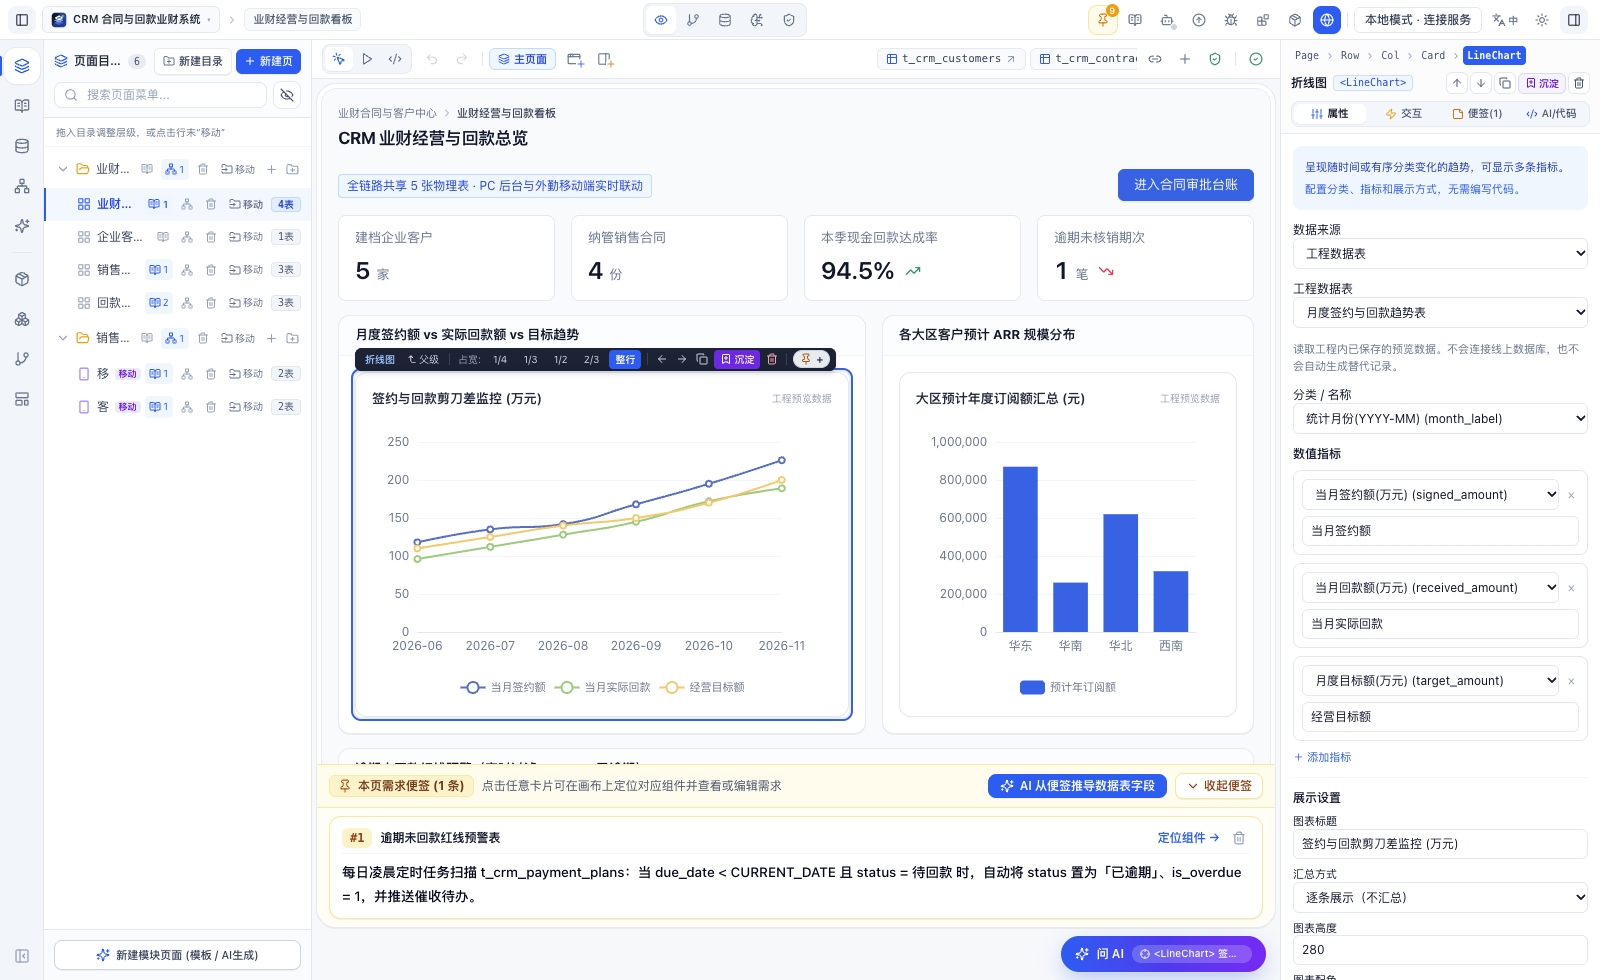 CRM 合同与回款业财系统
业财经营与回款看板
9
本地模式 · 连接服务
中
页面目... 6
新建目录
+ 新建页
搜索页面菜单...
拖入目录调整层级，或点击行末“移动”
业财... 1 移动
业财... 1 移动 4表
企业客... 移动 1表
销售... 1 移动 3表
回款... 2 移动 3表
销售... 1 移动
移 移动 1 移动 2表
客 移动 1 移动 2表
新建模块页面 (模板 / AI生成)
主页面
t_crm_customers
t_crm_contra
业财合同与客户中心 > 业财经营与回款看板
CRM 业财经营与回款总览
全链路共享 5 张物理表 · PC 后台与外勤移动端实时联动
进入合同审批台账
建档企业客户
5 家
纳管销售合同
4 份
本季现金回款达成率
94.5%
逾期未核销期次
1 笔
月度签约额 vs 实际回款额 vs 目标趋势
折线图 父级 占宽: 1/4 1/3 1/2 2/3 整行 沉淀 +
签约与回款剪刀差监控 (万元)
工程预览数据
250
200
150
100
50
0
2026-06 2026-07 2026-08 2026-09 2026-10 2026-11
当月签约额 当月实际回款 经营目标额
各大区客户预计 ARR 规模分布
大区预计年度订阅额汇总 (元)
工程预览数据
1,000,000
800,000
600,000
400,000
200,000
0
华东 华南 华北 西南
预计年订阅额
本页需求便签 (1 条)
点击任意卡片可在画布上定位对应组件并查看或编辑需求
AI 从便签推导数据表字段
收起便签
#1 逾期未回款红线预警表
定位组件 →
每日凌晨定时任务扫描 t_crm_payment_plans：当 due_date < CURRENT_DATE 且 status = 待回款 时，自动将 status 置为「已逾期」、is_overdue
= 1，并推送催收待办。
问 AI <LineChart> 签...
Page > Row > Col > Card > LineChart
折线图 <LineChart>
沉淀
属性
交互
便签(1)
AI/代码
呈现随时间或有序分类变化的趋势，可显示多条指标。
配置分类、指标和展示方式，无需编写代码。
数据来源
工程数据表
工程数据表
月度签约与回款趋势表
读取工程内已保存的预览数据。不会连接线上数据库，也不
会自动生成替代记录。
分类 / 名称
统计月份(YYYY-MM) (month_label)
数值指标
当月签约额(万元) (signed_amount) ×
当月签约额
当月回款额(万元) (received_amount) ×
当月实际回款
月度目标额(万元) (target_amount) ×
经营目标额
+ 添加指标
展示设置
图表标题
签约与回款剪刀差监控 (万元)
汇总方式
逐条展示（不汇总）
图表高度
280